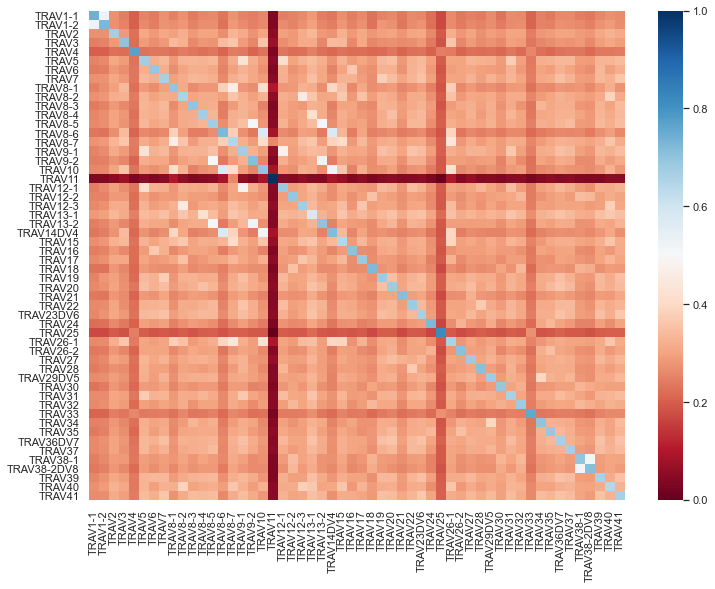 TRAV1-1
TRAV1-2
TRAV2
TRAV3
TRAV4
TRAV5
TRAV6
TRAV7
TRAV8-1
TRAV8-2
TRAV8-3
TRAV8-4
TRAV8-5
TRAV8-6
TRAV8-7
TRAV9-1
TRAV9-2
TRAV10
TRAV11
TRAV12-1
TRAV12-2
TRAV12-3
TRAV13-1
TRAV13-2
TRAV14DV4
TRAV15
TRAV16
TRAV17
TRAV18
TRAV19
TRAV20
TRAV21
TRAV22
TRAV23DV6
TRAV24
TRAV25
TRAV26-1
TRAV26-2
TRAV27
TRAV28
TRAV29DV5
TRAV30
TRAV31
TRAV32
TRAV33
TRAV34
TRAV35
TRAV36DV7
TRAV37
TRAV38-1
TRAV38-2DV8
TRAV39
TRAV40
TRAV41
TRAV1-1
TRAV1-2
TRAV2
TRAV3
TRAV4
TRAV5
TRAV6
TRAV7
TRAV8-1
TRAV8-2
TRAV8-3
TRAV8-4
TRAV8-5
TRAV8-6
TRAV8-7
TRAV9-1
TRAV9-2
TRAV10
TRAV11
TRAV12-1
TRAV12-2
TRAV12-3
TRAV13-1
TRAV13-2
TRAV14DV4
TRAV15
TRAV16
TRAV17
TRAV18
TRAV19
TRAV20
TRAV21
TRAV22
TRAV23DV6
TRAV24
TRAV25
TRAV26-1
TRAV26-2
TRAV27
TRAV28
TRAV29DV5
TRAV30
TRAV31
TRAV32
TRAV33
TRAV34
TRAV35
TRAV36DV7
TRAV37
TRAV38-1
TRAV38-2DV8
TRAV39
TRAV40
TRAV41
1.0
0.8
0.6
0.4
0.2
0.0